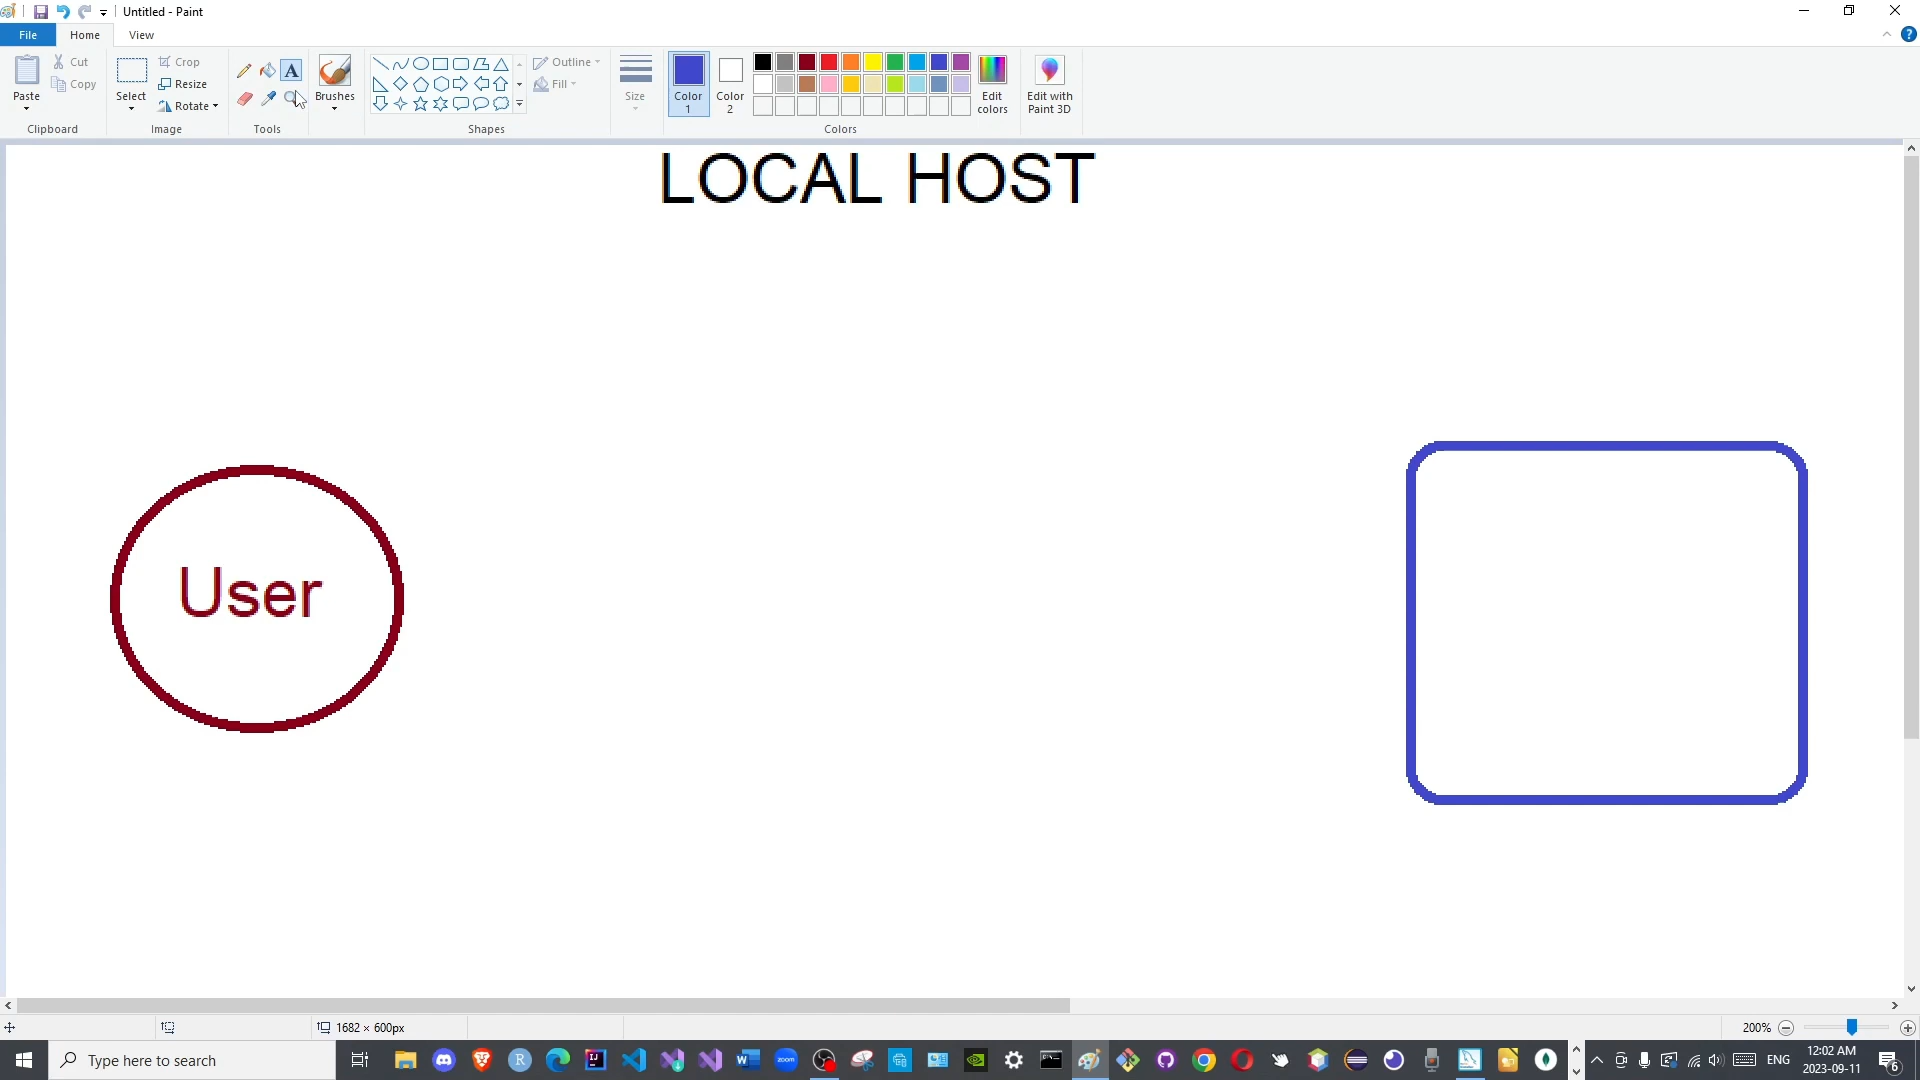 Untitled - Paint
File Home View
Paste
Cut
Copy
Clipboard
Select
Crop
Resize
Rotate
Image
A
Tools
Brushes
Shapes
Outline
Fill
Size
Color 1
Color 2
Colors
Edit colors
Edit with Paint 3D
LOCAL HOST
User
1682 × 600px
200%
Type here to search
ENG
12:02 AM
2023-09-11
6